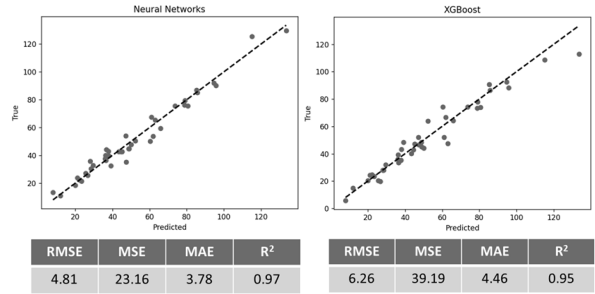 Neural Networks
120
100
80
60
40
20
True
20 40 60 80 100 120
Predicted
RMSE MSE MAE R²
4.81 23.16 3.78 0.97
XGBoost
140
120
100
80
60
40
20
0
True
20 40 60 80 100 120
Predicted
RMSE MSE MAE R²
6.26 39.19 4.46 0.95